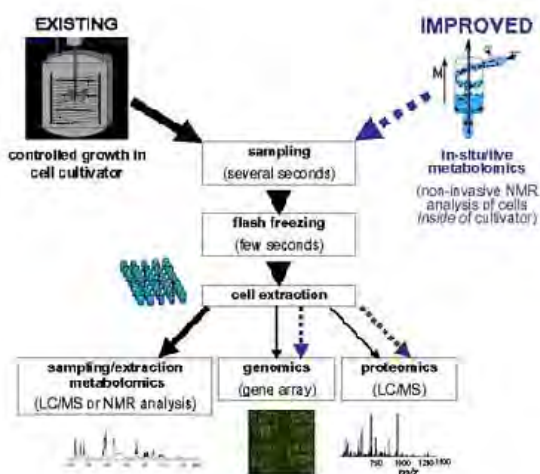 EXISTING
IMPROVED
M
controlled growth in
cell cultivator
sampling
(several seconds)
in-situ/live
metabolomics
(non-invasive NMR
analysis of cells
inside of cultivator)
flash freezing
(few seconds)
cell extraction
sampling/extraction
metabolomics
(LC/MS or NMR analysis)
genomics
(gene array)
proteomics
(LC/MS)
m/z